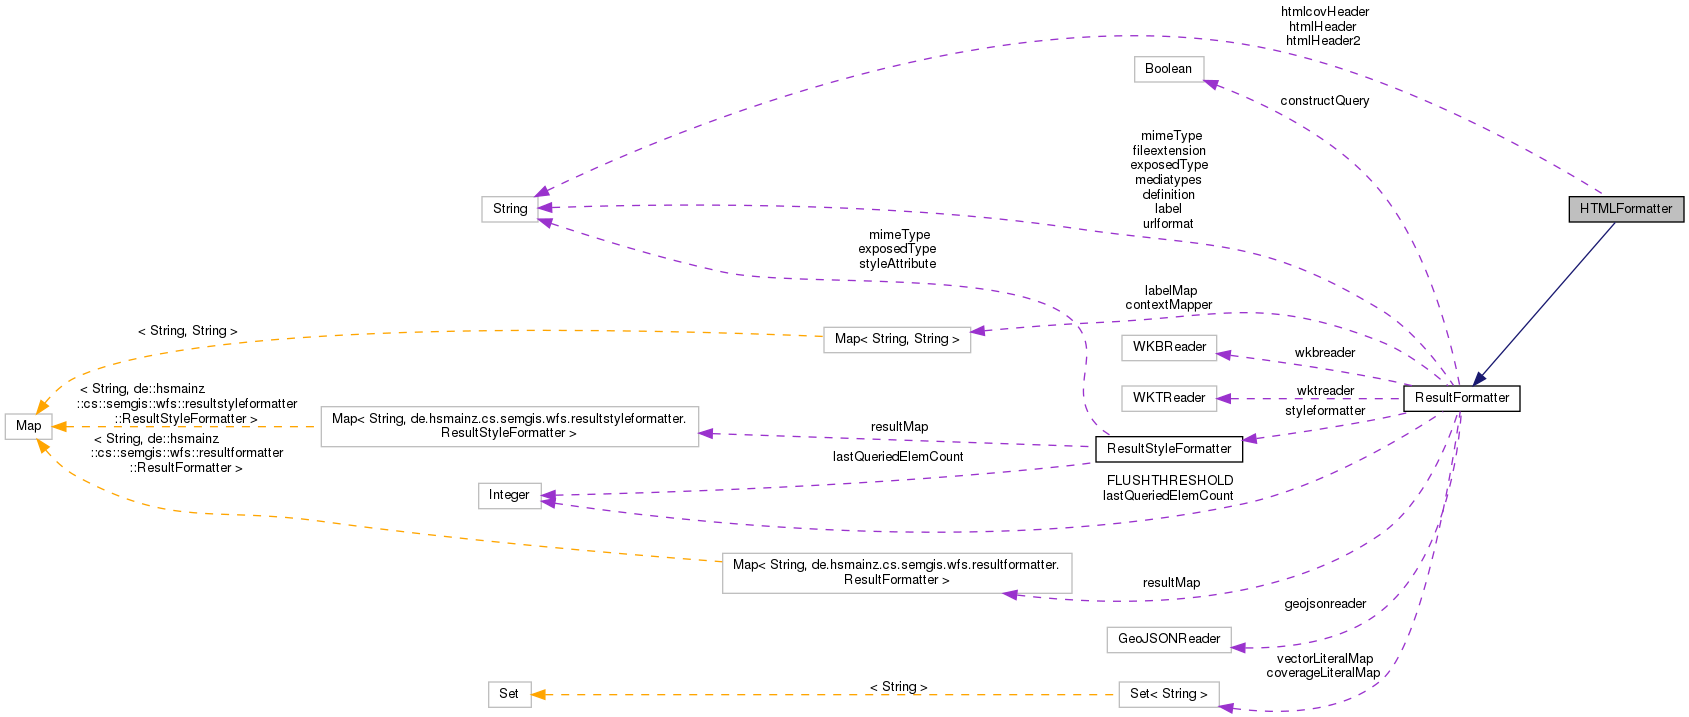 htmlcovHeader
htmlHeader
htmlHeader2
Boolean
constructQuery
mimeType
fileextension
exposedType
mediatypes
definition
label
urlformat
String
HTMLFormatter
mimeType
exposedType
styleAttribute
labelMap
contextMapper
< String, String >
Map< String, String >
WKBReader
wkbreader
WKTReader
wktreader
ResultFormatter
styleformatter
< String, de::hsmainz
::cs::semgis::wfs::resultstyleformatter
::ResultStyleFormatter >
Map
Map< String, de.hsmainz.cs.semgis.wfs.resultstyleformatter.
ResultStyleFormatter >
resultMap
ResultStyleFormatter
< String, de::hsmainz
::cs::semgis::wfs::resultformatter
::ResultFormatter >
lastQueriedElemCount
Integer
FLUSHTHRESHOLD
lastQueriedElemCount
Map< String, de.hsmainz.cs.semgis.wfs.resultformatter.
ResultFormatter >
resultMap
geojsonreader
GeoJSONReader
vectorLiteralMap
coverageLiteralMap
Set
< String >
Set< String >